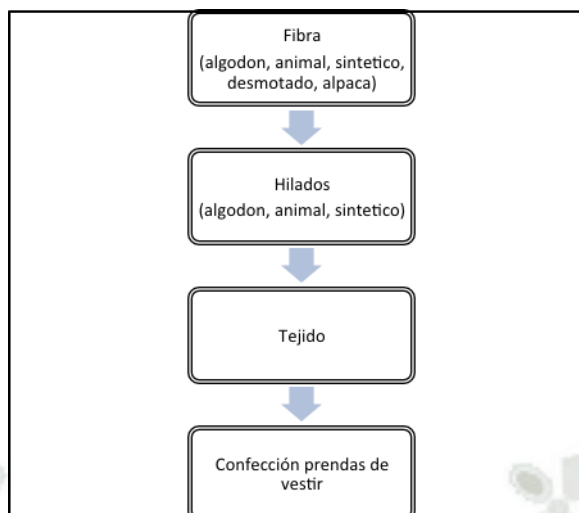 Fibra
(algodon, animal, sintetico,
desmotado, alpaca)
Hilados
(algodon, animal, sintetico)
Tejido
Confección prendas de
vestir